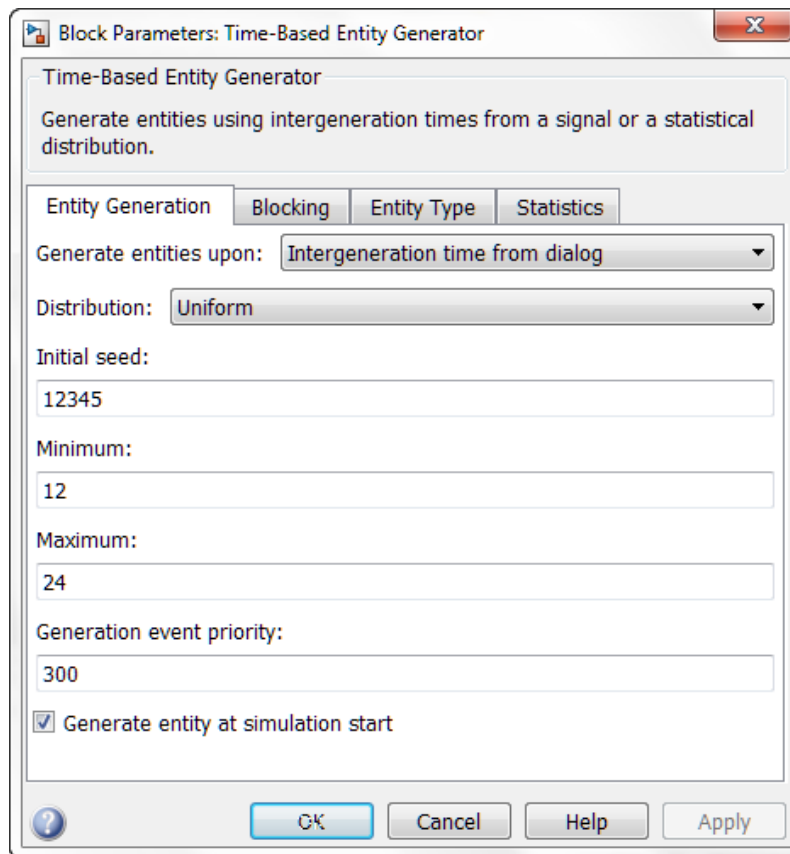 Block Parameters: Time-Based Entity Generator
Time-Based Entity Generator
Generate entities using intergeneration times from a signal or a statistical
distribution.
Entity Generation Blocking Entity Type Statistics
Generate entities upon: Intergeneration time from dialog
Distribution: Uniform
Initial seed:
12345
Minimum:
12
Maximum:
24
Generation event priority:
300
Generate entity at simulation start
OK Cancel Help Apply